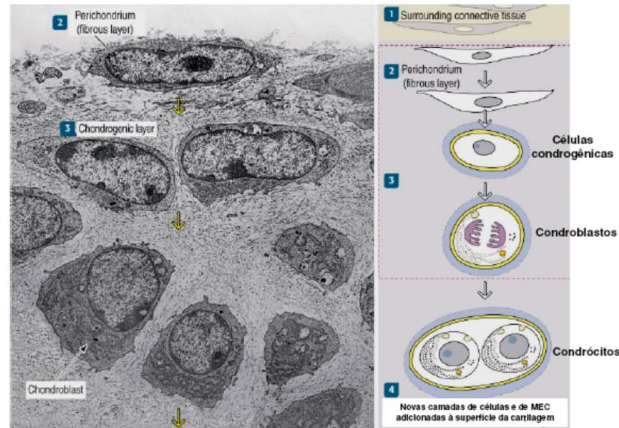 2
Perichondrium
(fibrous layer)
3
Chondrogenic layer
Chondroblast
1
Surrounding connective tissue
2
Perichondrium
(fibrous layer)
Células
condrogênicas
3
Condroblastos
Condrócitos
4
Novas camadas de células e de MEC
adicionadas à superfície da cartilagem